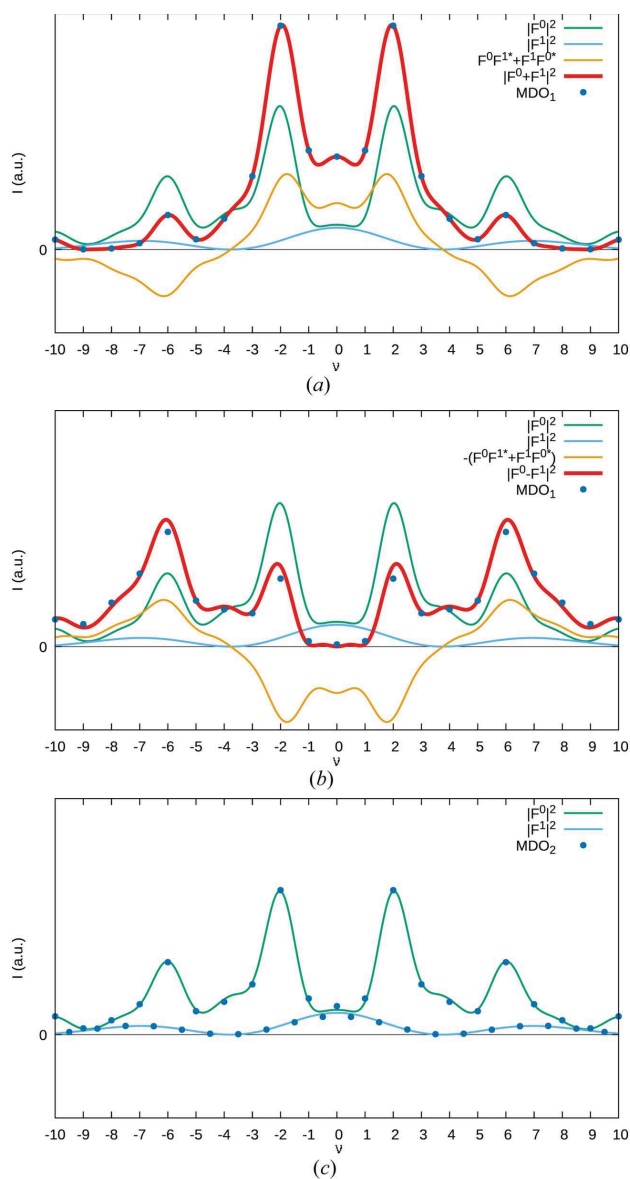 |F⁰|²
|F¹|²
F⁰F¹*+F¹F⁰*
|F⁰+F¹|²
MDO₁
I (a.u.)
0
-10 -9 -8 -7 -6 -5 -4 -3 -2 -1 0 1 2 3 4 5 6 7 8 9 10
ν
(a)
|F⁰|²
|F¹|²
-(F⁰F¹*+F¹F⁰*)
|F⁰-F¹|²
MDO₁
I (a.u.)
0
-10 -9 -8 -7 -6 -5 -4 -3 -2 -1 0 1 2 3 4 5 6 7 8 9 10
ν
(b)
|F⁰|²
|F¹|²
MDO₂
I (a.u.)
0
-10 -9 -8 -7 -6 -5 -4 -3 -2 -1 0 1 2 3 4 5 6 7 8 9 10
ν
(c)